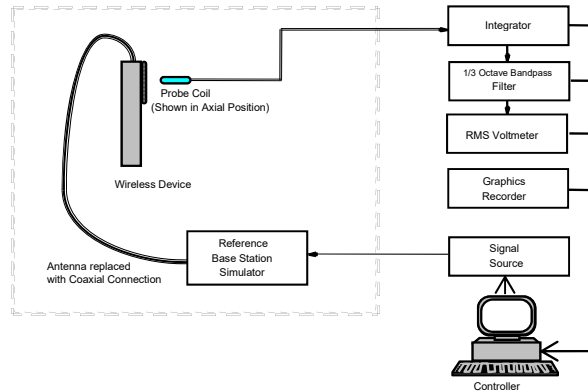 Integrator
1/3 Octave Bandpass
Filter
RMS Voltmeter
Graphics
Recorder
Probe Coil
(Shown in Axial Position)
Wireless Device
Antenna replaced
with Coaxial Connection
Reference
Base Station
Simulator
Signal
Source
Controller